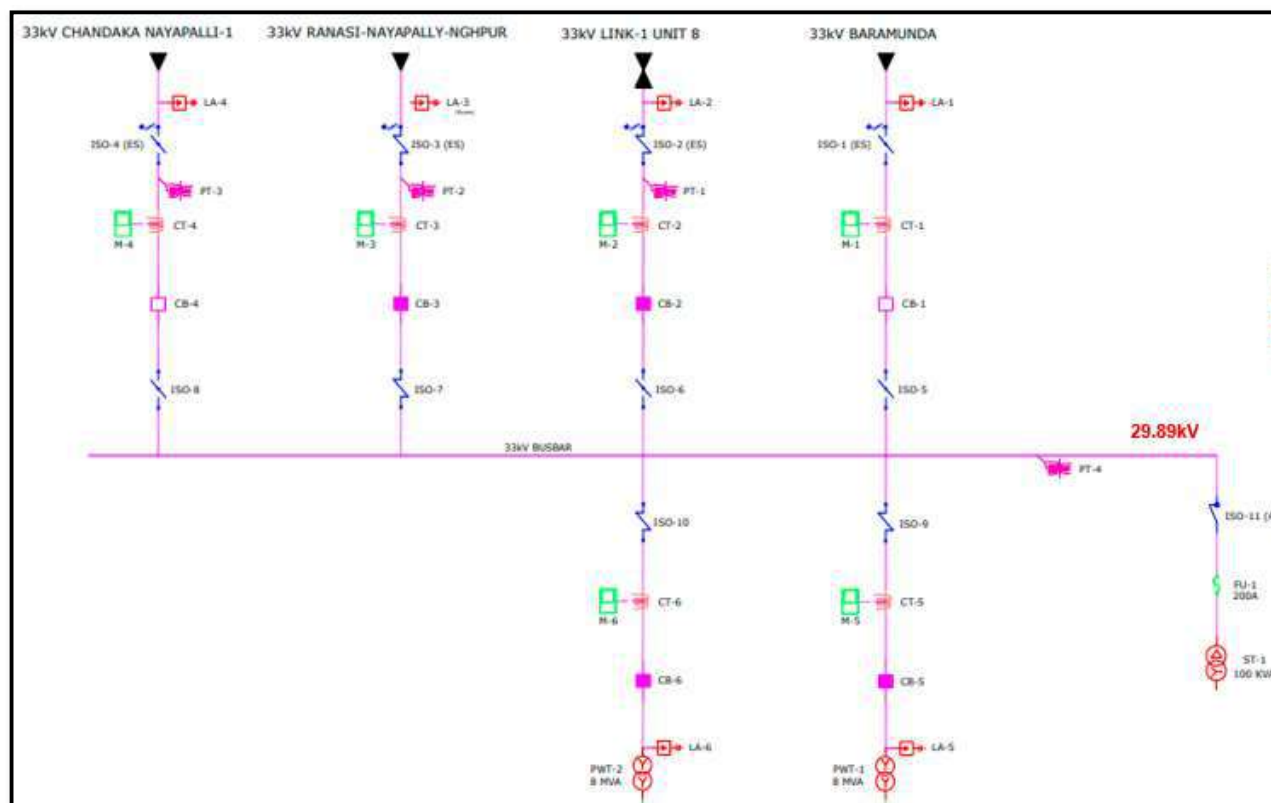 33kV CHANDAKA NAYAPALLI-1
33kV RANASI-NAYAPALLY-NGHPUR
33kV LINK-1 UNIT 8
33kV BARAMUNDA
LA-4
LA-3
LA-2
LA-1
ISO-4 (ES)
ISO-3 (ES)
ISO-2 (ES)
ISO-1 (ES)
PT-3
PT-2
PT-1
CT-4
CT-3
CT-2
CT-1
M-4
M-3
M-2
M-1
CB-4
CB-3
CB-2
CB-1
ISO-8
ISO-7
ISO-6
ISO-5
29.89kV
33kV BUSBAR
PT-4
ISO-10
ISO-9
ISO-11 (A
FU-1
200A
CT-6
CT-5
M-6
M-5
ST-1
100 KVA
CB-6
CB-5
LA-6
LA-5
PWT-2
8 MVA
PWT-1
8 MVA